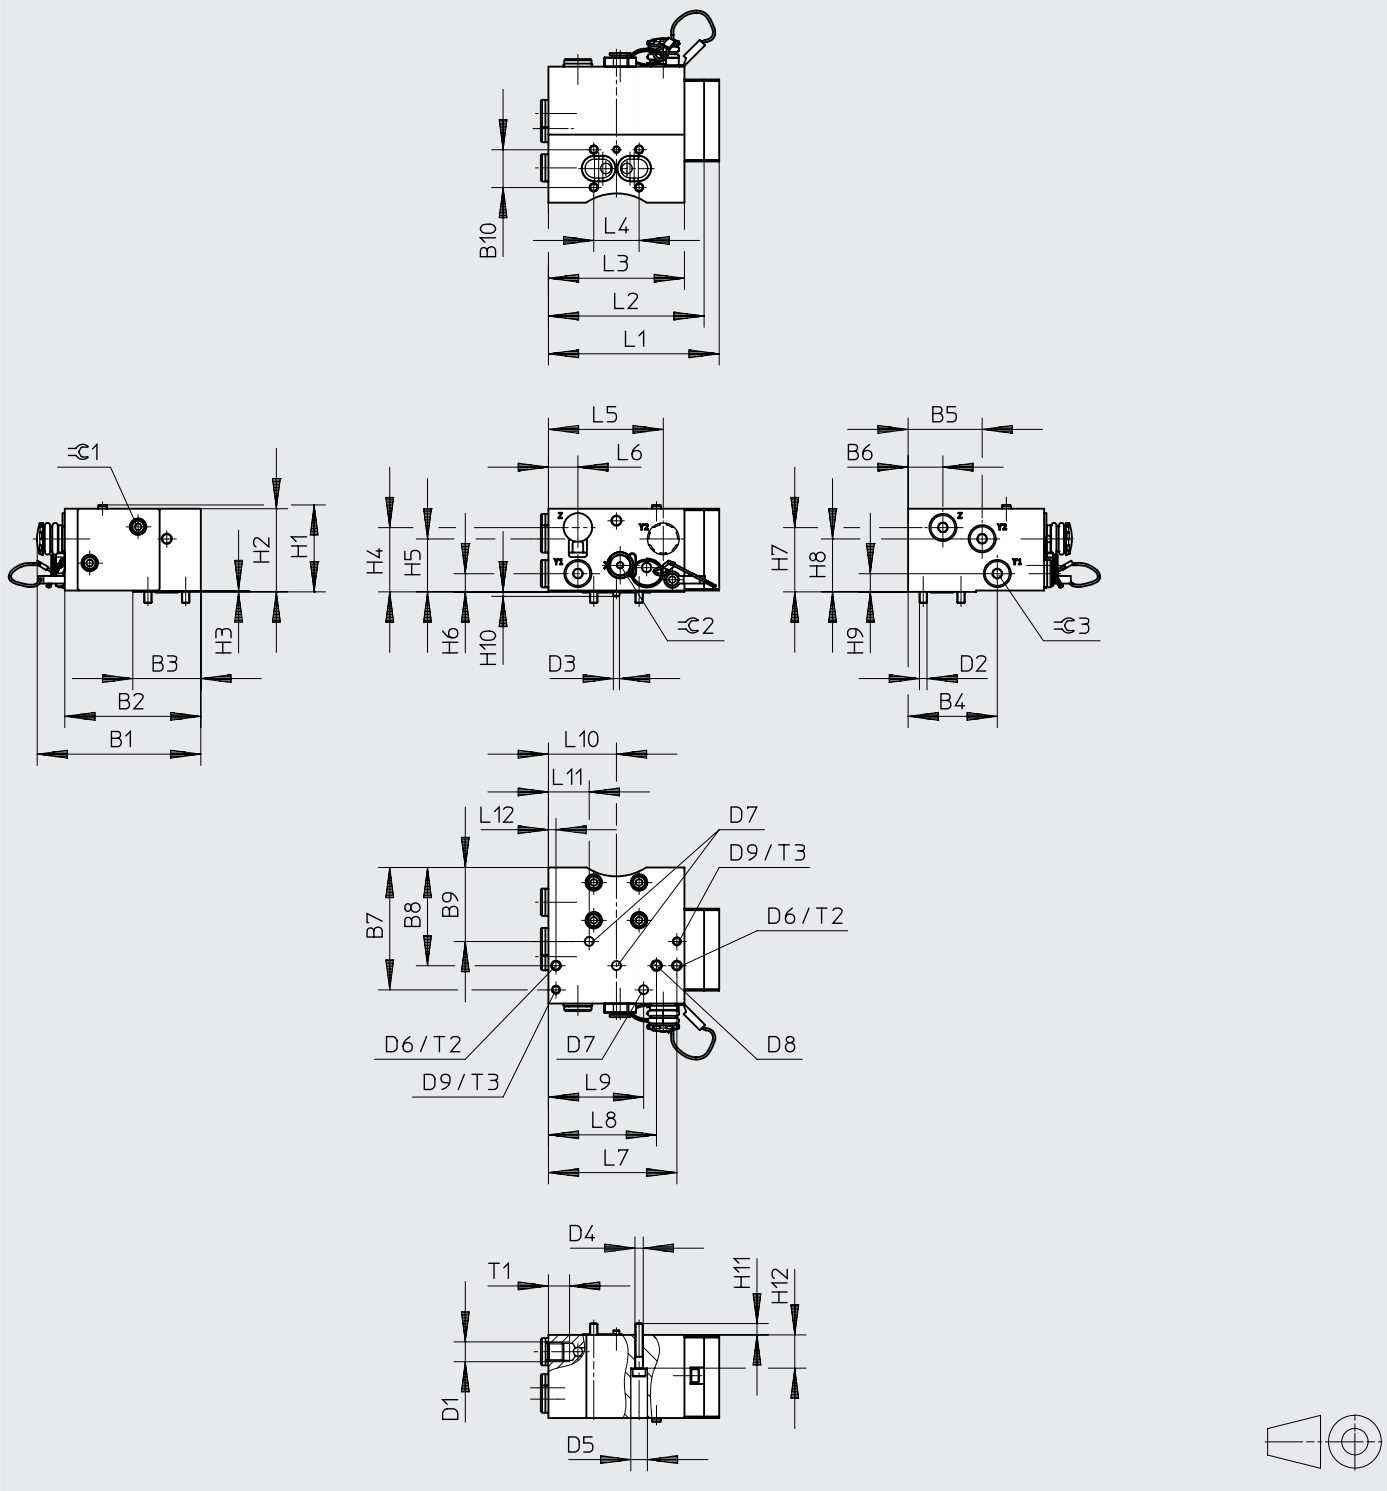 B10
L4
L3
L2
L1
L5
B5
L6
B6
=C1
Z
Y2
Z
Y2
H2
H1
H4
H5
H7
H8
Y1
Y1
H3
H6
H10
=C2
H9
=C3
B3
D3
D2
B2
B4
B1
L10
L11
L12
D7
D9/T3
B7
B8
B9
D6/T2
D6/T2
D7
D8
D9/T3
L9
L8
L7
D4
T1
H11
H12
D1
D5